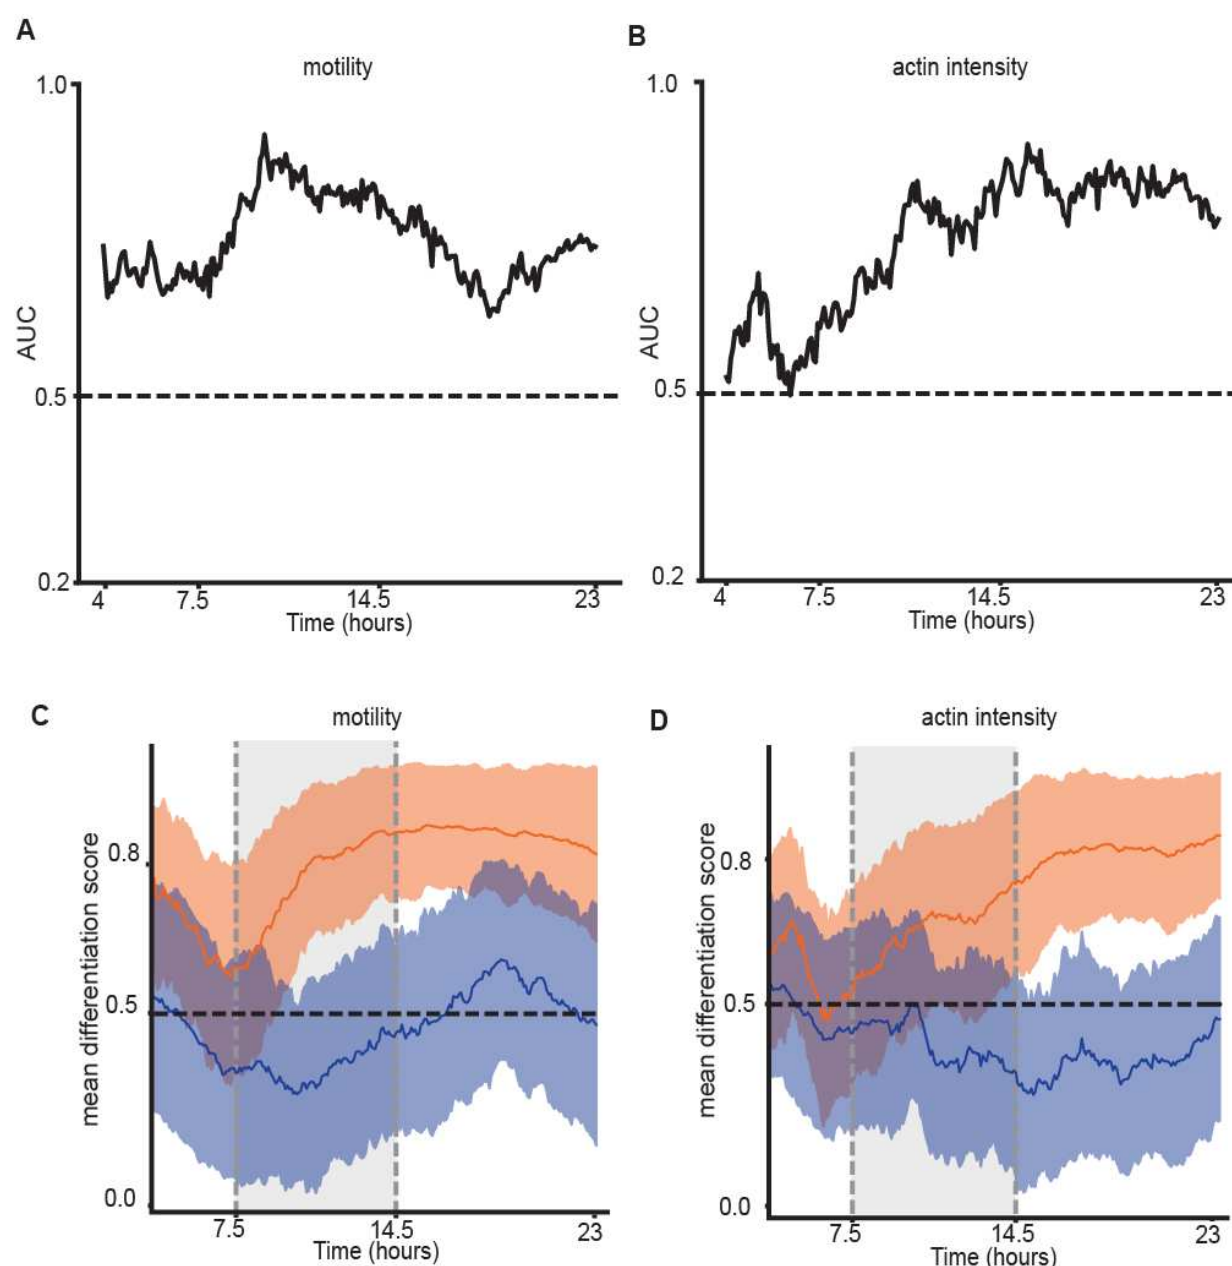 A
motility
1.0
AUC
0.5
0.2
4 7.5 14.5 23
Time (hours)
B
actin intensity
1.0
AUC
0.5
0.2
4 7.5 14.5 23
Time (hours)
C
motility
mean differentiation score
0.8
0.5
0.0
7.5 14.5 23
Time (hours)
D
actin intensity
mean differentiation score
0.8
0.5
0.0
7.5 14.5 23
Time (hours)